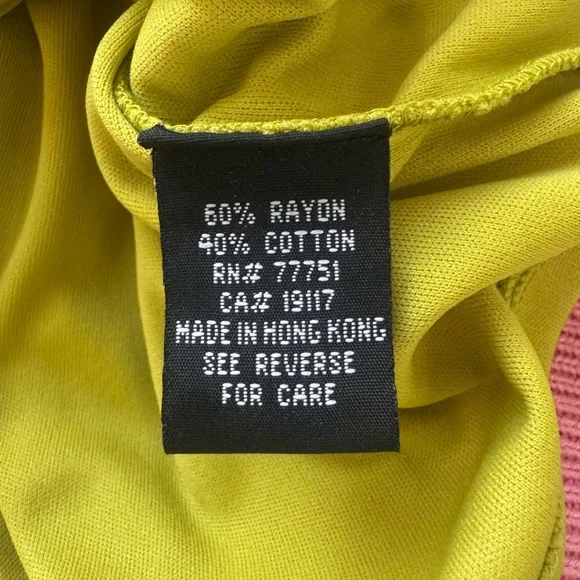 60% RAYON
40% COTTON
RN# 77751
CA# 19117
MADE IN HONG KONG
SEE REVERSE
FOR CARE